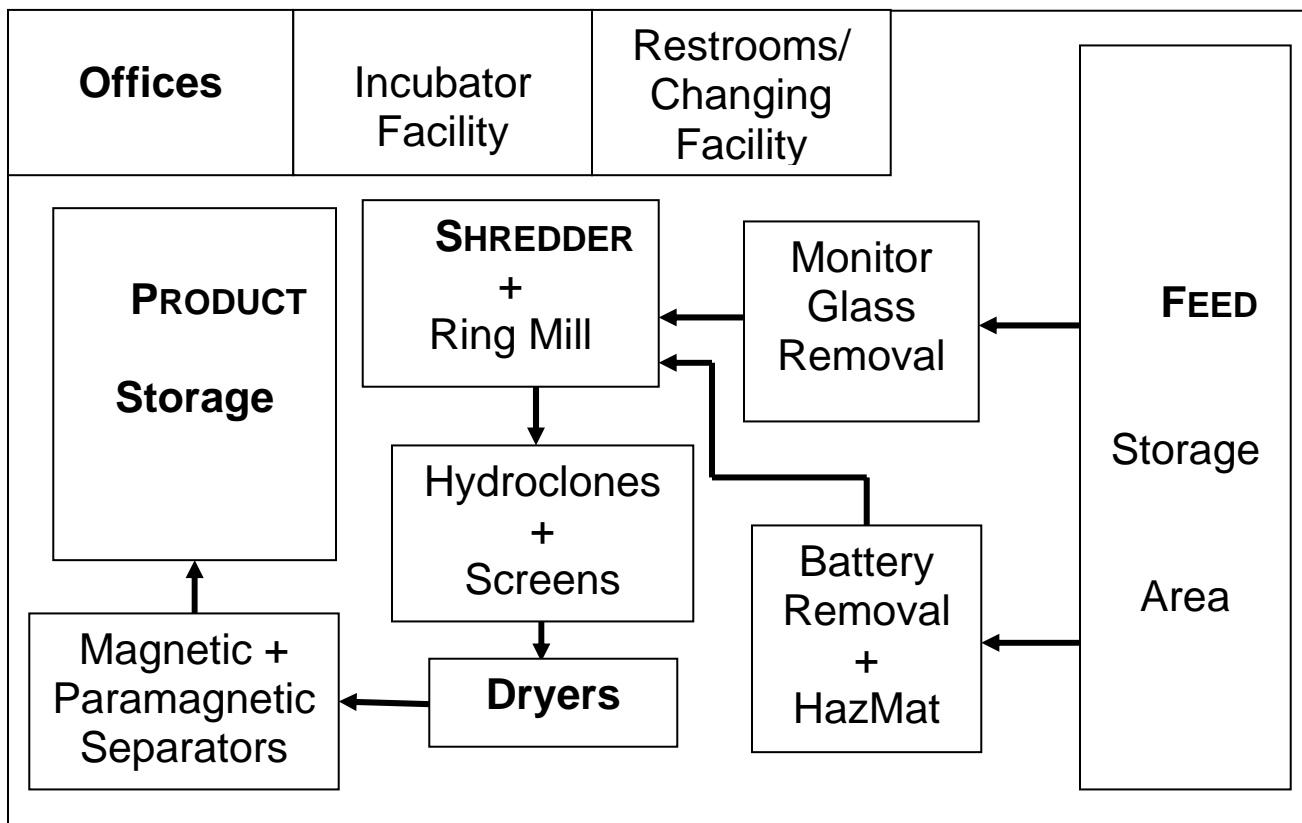 Offices
Incubator
Facility
Restrooms/
Changing
Facility
PRODUCT
Storage
SHREDDER
+
Ring Mill
Monitor
Glass
Removal
FEED
Storage
Area
Hydroclones
+
Screens
Battery
Removal
+
HazMat
Magnetic +
Paramagnetic
Separators
Dryers